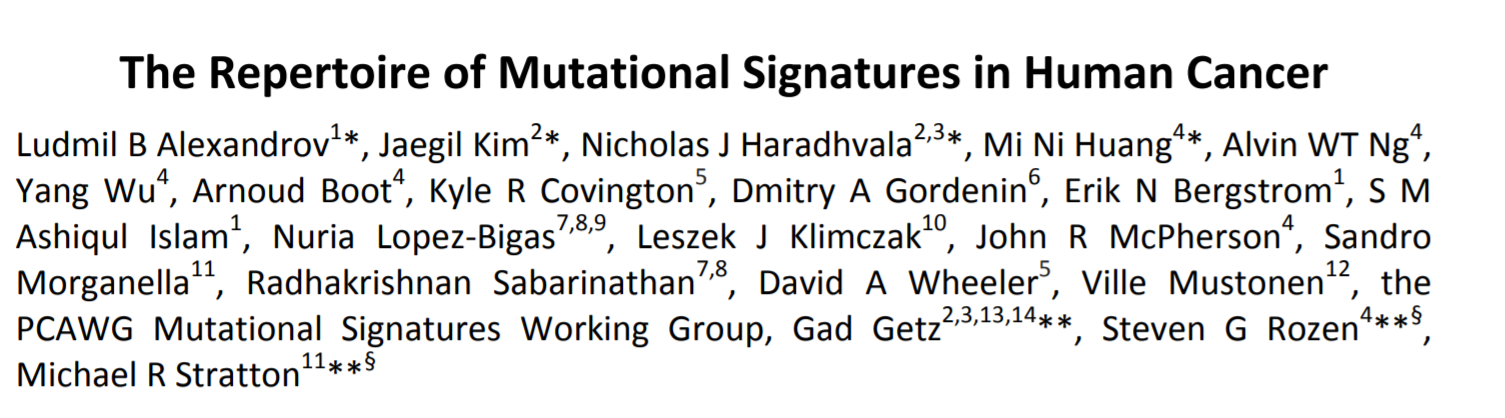 The Repertoire of Mutational Signatures in Human Cancer
Ludmil B Alexandrov1*, Jaegil Kim2*, Nicholas J Haradhvala2,3*, Mi Ni Huang4*, Alvin WT Ng4,
Yang Wu4, Arnoud Boot4, Kyle R Covington5, Dmitry A Gordenin6, Erik N Bergstrom1, S M
Ashiqul Islam1, Nuria Lopez-Bigas7,8,9, Leszek J Klimczak10, John R McPherson4, Sandro
Morganella11, Radhakrishnan Sabarinathan7,8, David A Wheeler5, Ville Mustonen12, the
PCAWG Mutational Signatures Working Group, Gad Getz2,3,13,14**, Steven G Rozen4**§,
Michael R Stratton11**§